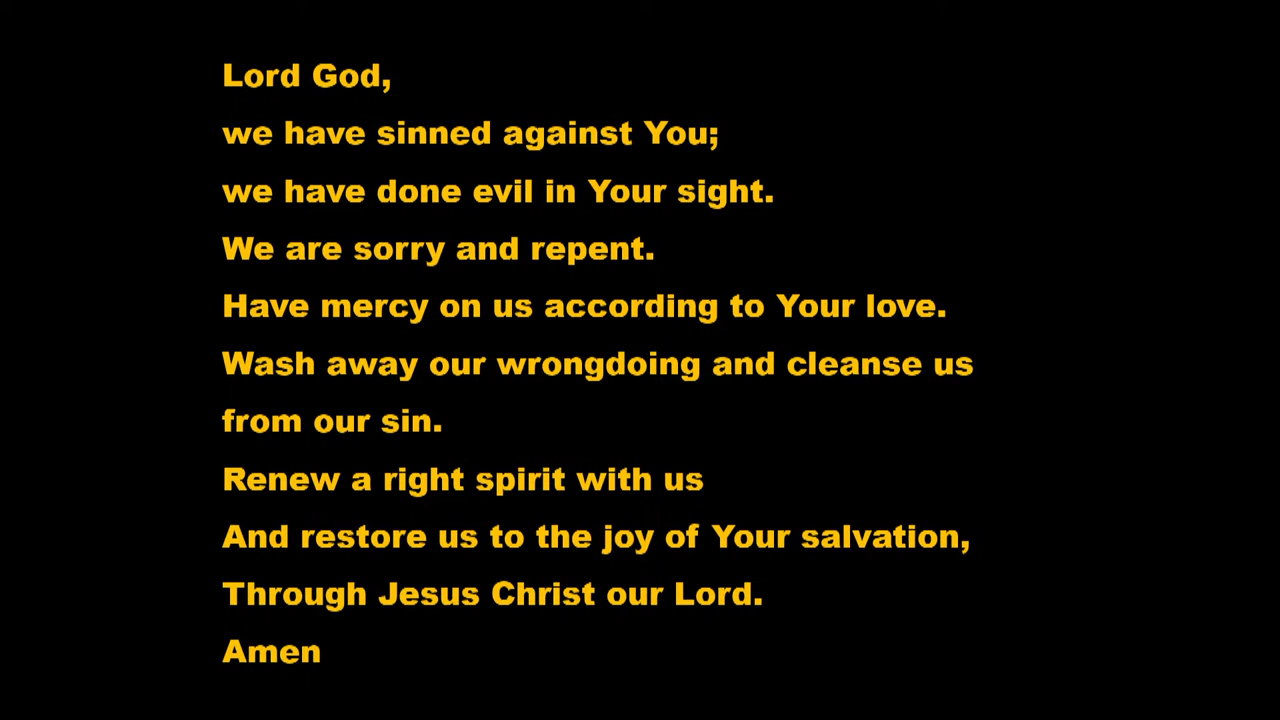 Lord God,
we have sinned against You;
we have done evil in Your sight.
We are sorry and repent.
Have mercy on us according to Your love.
Wash away our wrongdoing and cleanse us
from our sin.
Renew a right spirit with us
And restore us to the joy of Your salvation,
Through Jesus Christ our Lord.
Amen